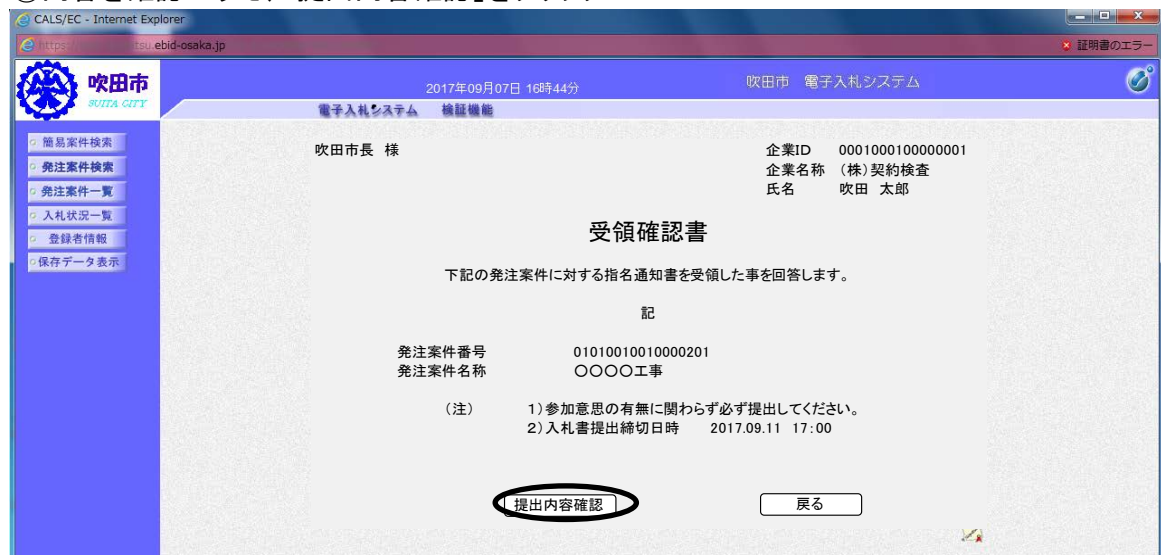 CALS/EC - Internet Explorer
ebid-osaka.jp
証明書のエラー
吹田市
SUITA CITY
2017年09月07日 16時44分
吹田市 電子入札システム
電子入札システム 検証機能
簡易案件検索
発注案件検索
発注案件一覧
入札状況一覧
登録者情報
保存データ表示
吹田市長 様
企業ID 0001000100000001
企業名称 (株)契約検査
氏名 吹田 太郎
受領確認書
下記の発注案件に対する指名通知書を受領した事を回答します。
記
発注案件番号 01010010010000201
発注案件名称 〇〇〇〇工事
(注) 1)参加意思の有無に関わらず必ず提出してください。
2)入札書提出締切日時 2017.09.11 17:00
提出内容確認
戻る